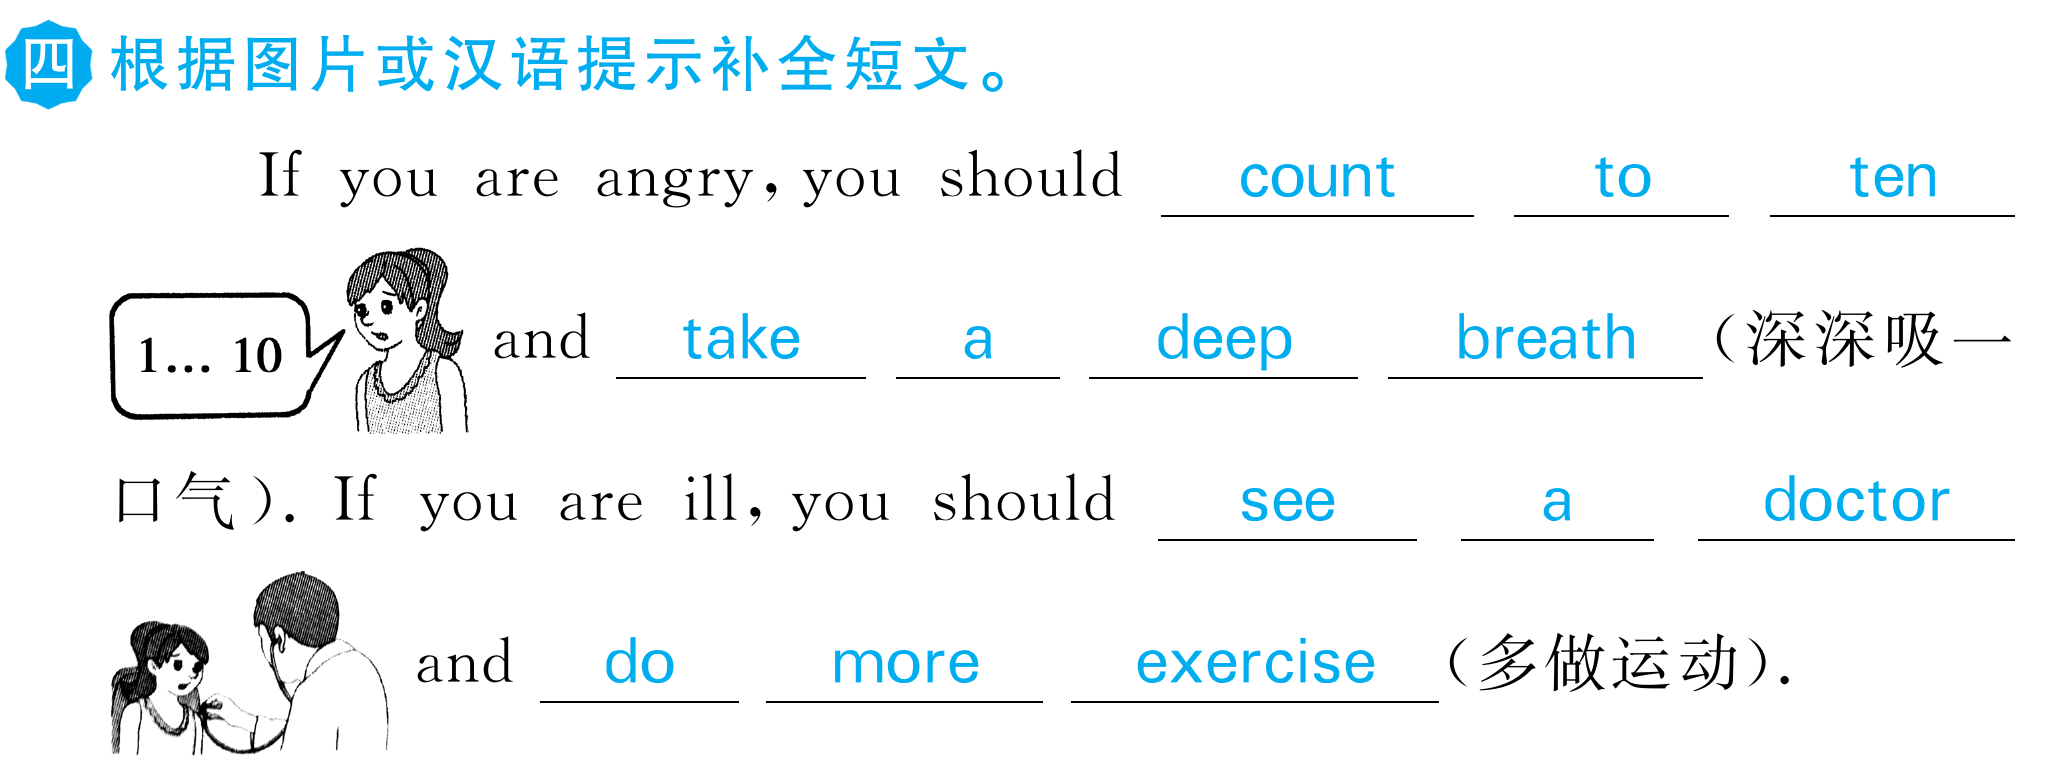 四 根据图片或汉语提示补全短文。
If you are angry, you should count to ten
1... 10 and take a deep breath (深深吸一
口气). If you are ill, you should see a doctor
and do more exercise (多做运动).